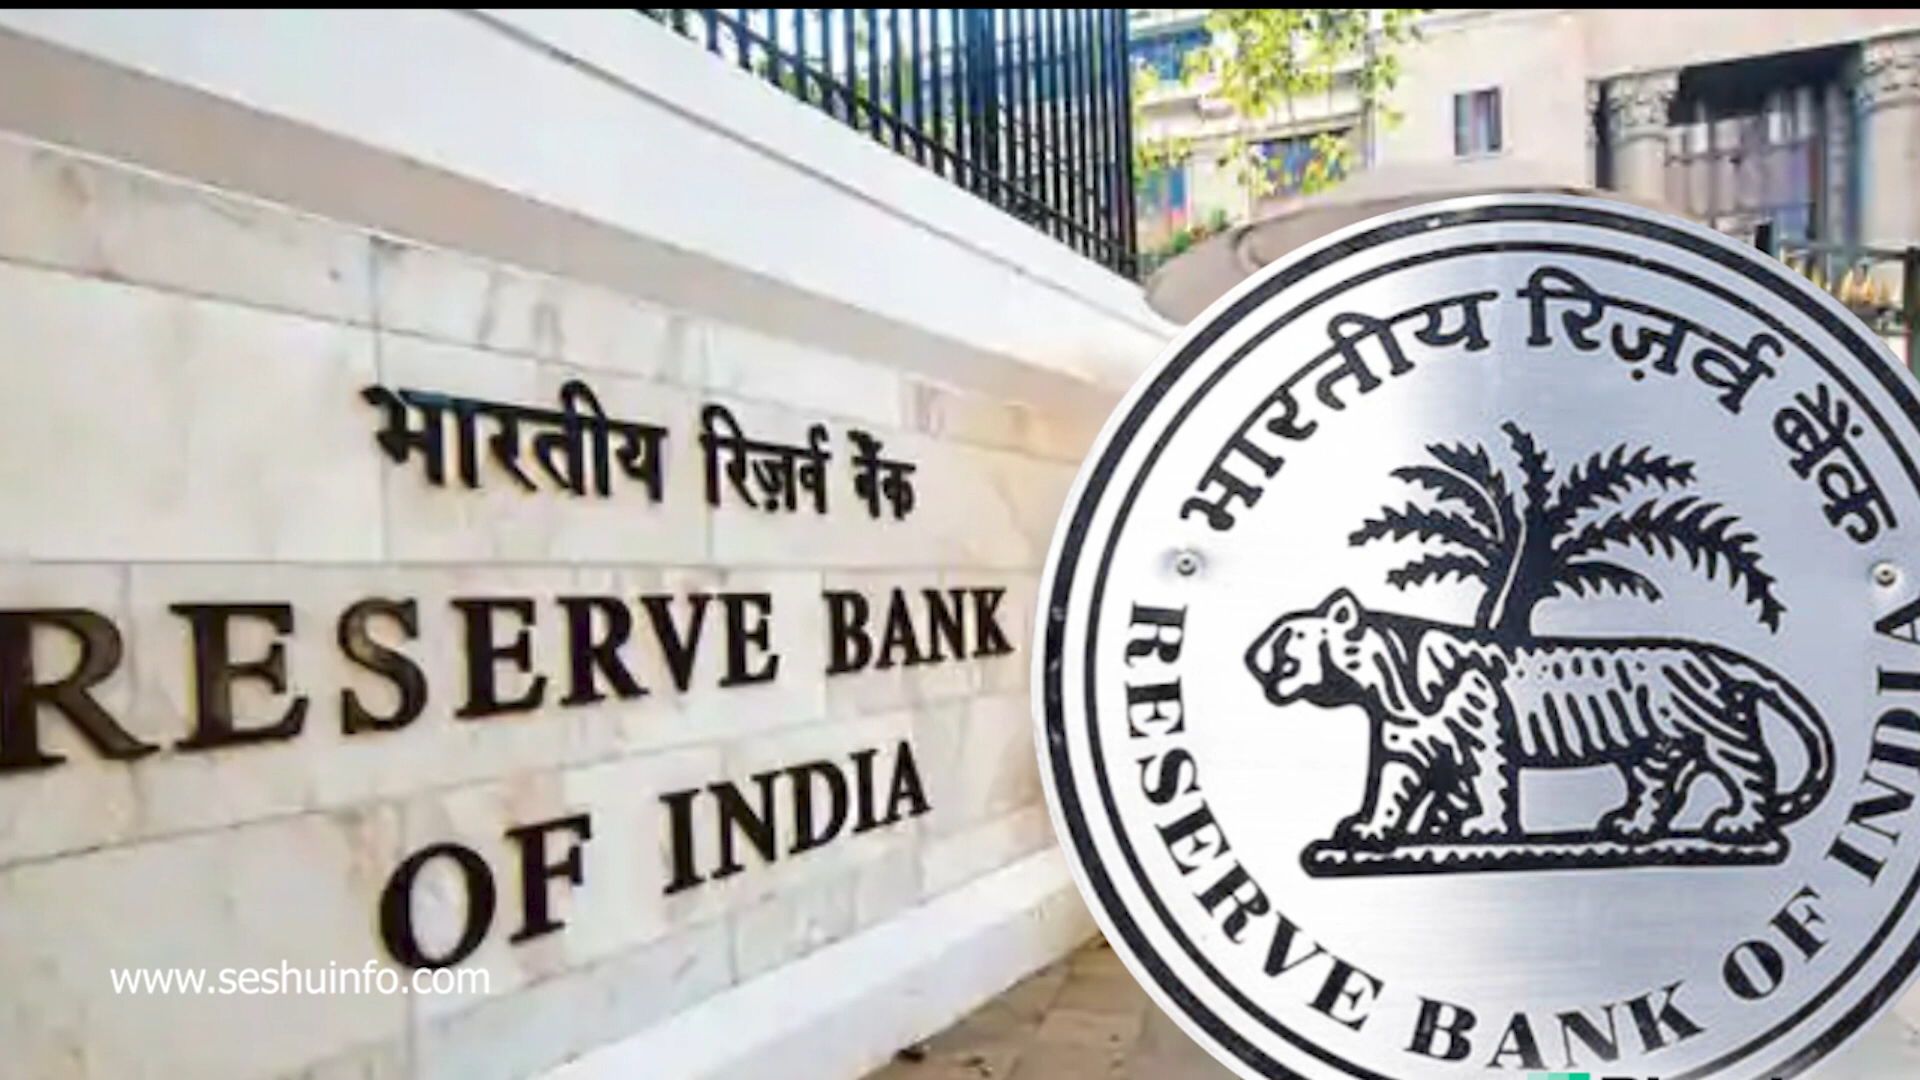 भारतीय रिज़र्व बैंक
RESERVE BANK
OF INDIA
www.seshuinfo.com
भारतीय रिज़र्व बैंक
RESERVE BANK OF INDIA